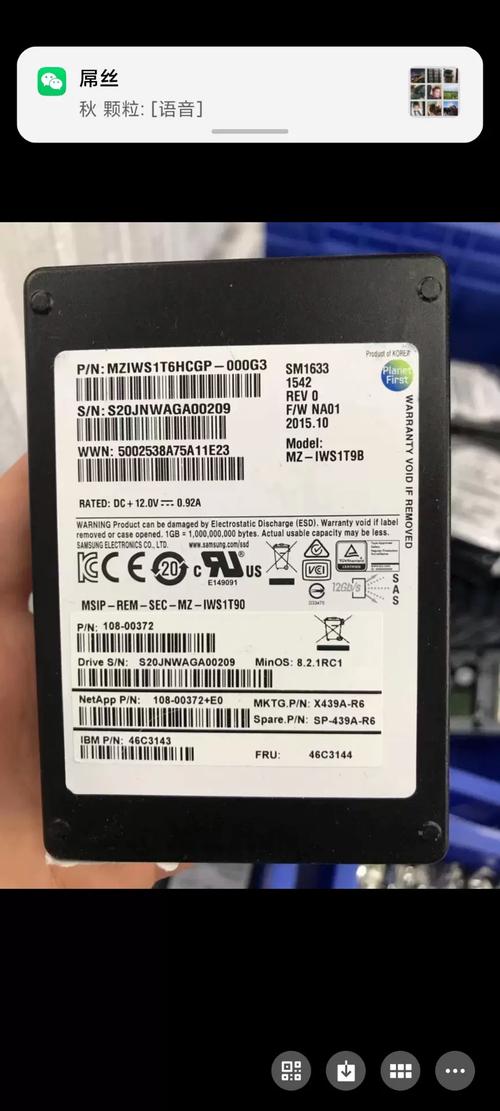 屌丝
秋 颗粒: [语音]
Product of KOREA
P/N: MZIWS1T6HCGP-000G3
SM1633
1542
REV 0
F/W NA01
2015.10
Planet
First
S/N: S20JNWAGA00209
WWN: 5002538A75A11E23
Model:
MZ-IWS1T9B
WARRANTY VOID IF REMOVED
RATED: DC+12.0V⎓ 0.92A
WARNING Product can be damaged by Electrostatic Discharge (ESD). Warranty void if label
removed or case opened. 1GB = 1,000,000,000 bytes. Actual usable capacity may be less.
SAMSUNG ELECTRONICS CO., LTD. www.samsung.com/ssd
20
c UR® US
E149091
VCI
12Gb/s
SAS
MSIP-REM-SEC-MZ-IWS1T90
P/N: 108-00372
Drive S/N: S20JNWAGA00209 MinOS: 8.2.1RC1
NetApp P/N: 108-00372+E0
MKTG.P/N: X439A-R6
Spare.P/N: SP-439A-R6
IBM P/N: 46C3143
FRU: 46C3144